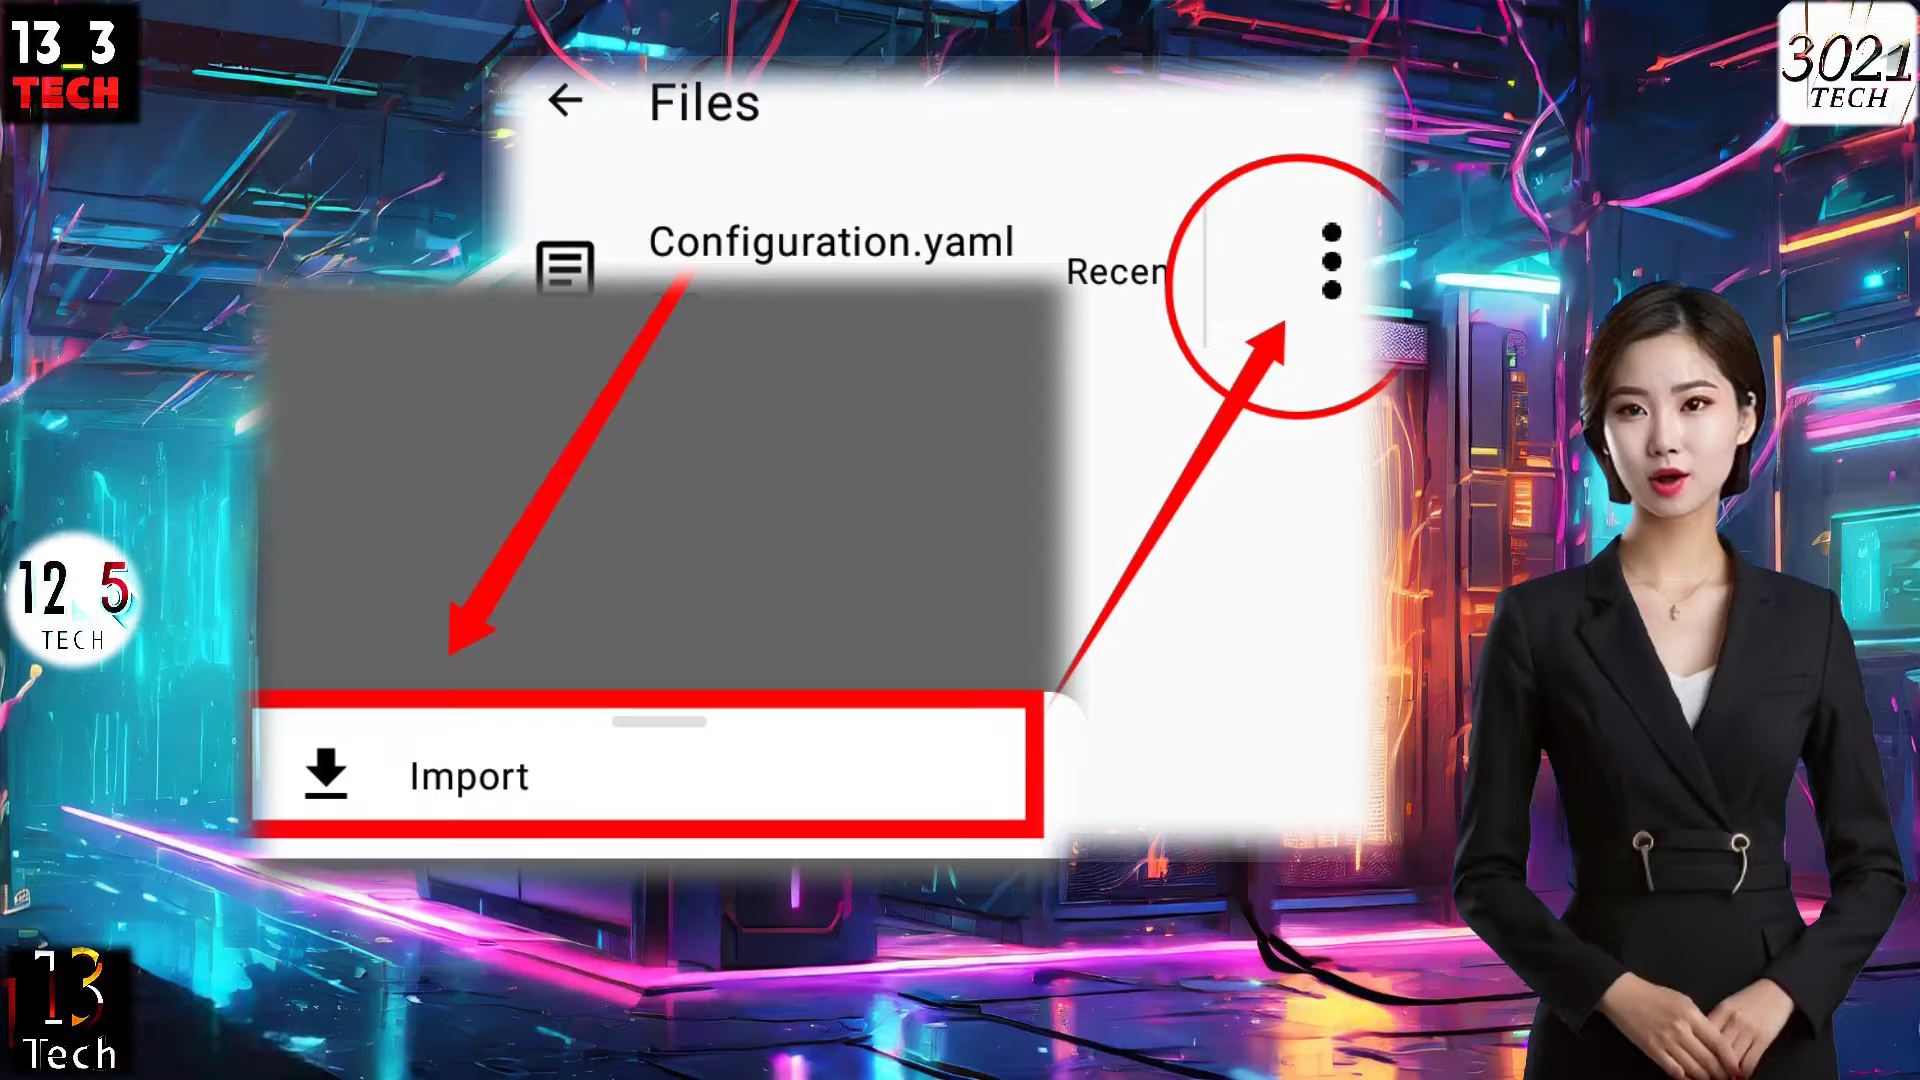 13_3
TECH
3021
TECH
Files
Configuration.yaml
Recen
12 5
TECH
Import
13
Tech